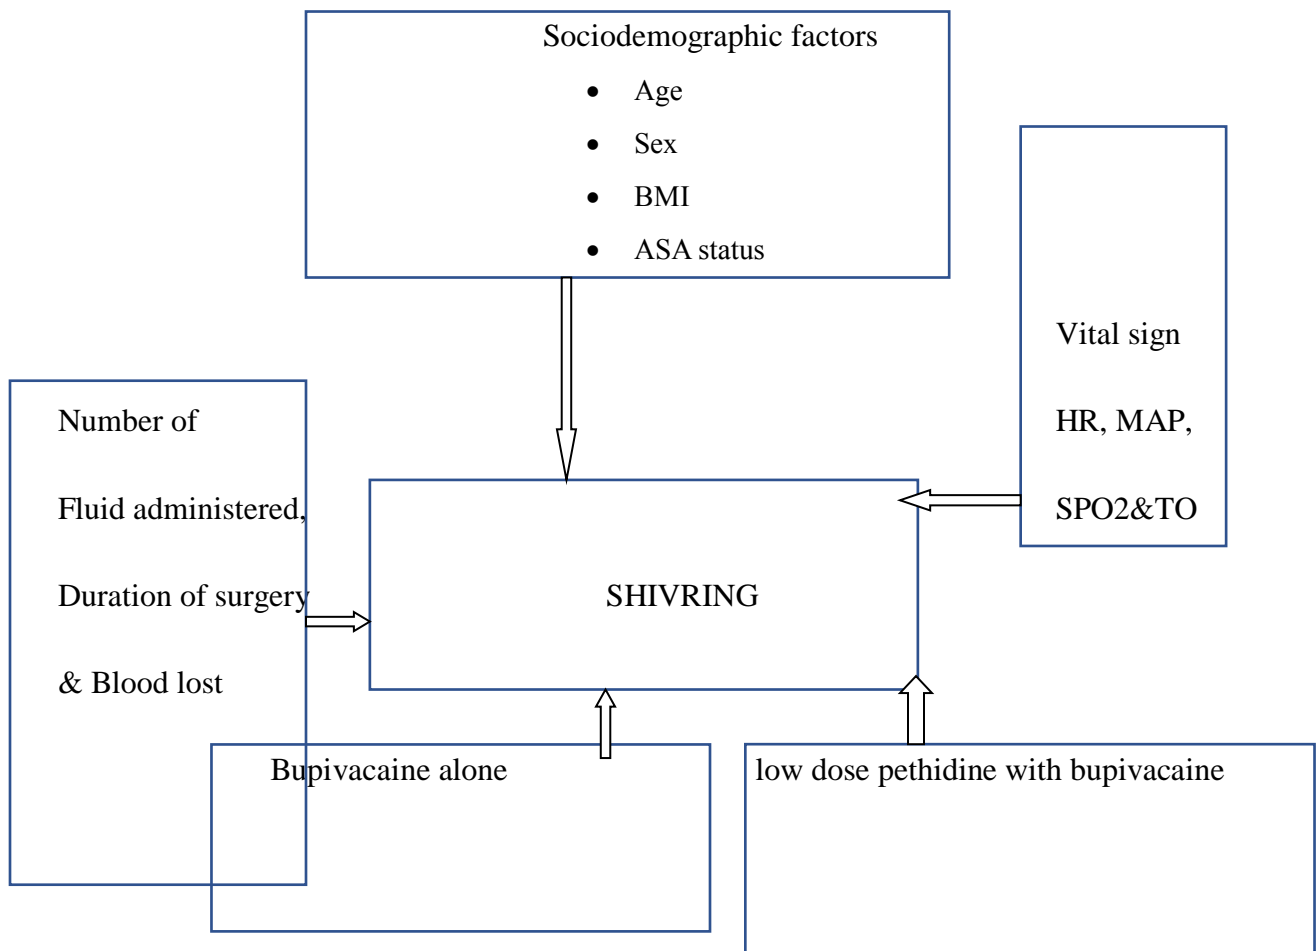 Sociodemographic factors
• Age
• Sex
• BMI
• ASA status
Vital sign
HR, MAP,
SPO2&TO
Number of
Fluid administered,
Duration of surgery
& Blood lost
SHIVRING
Bupivacaine alone
low dose pethidine with bupivacaine